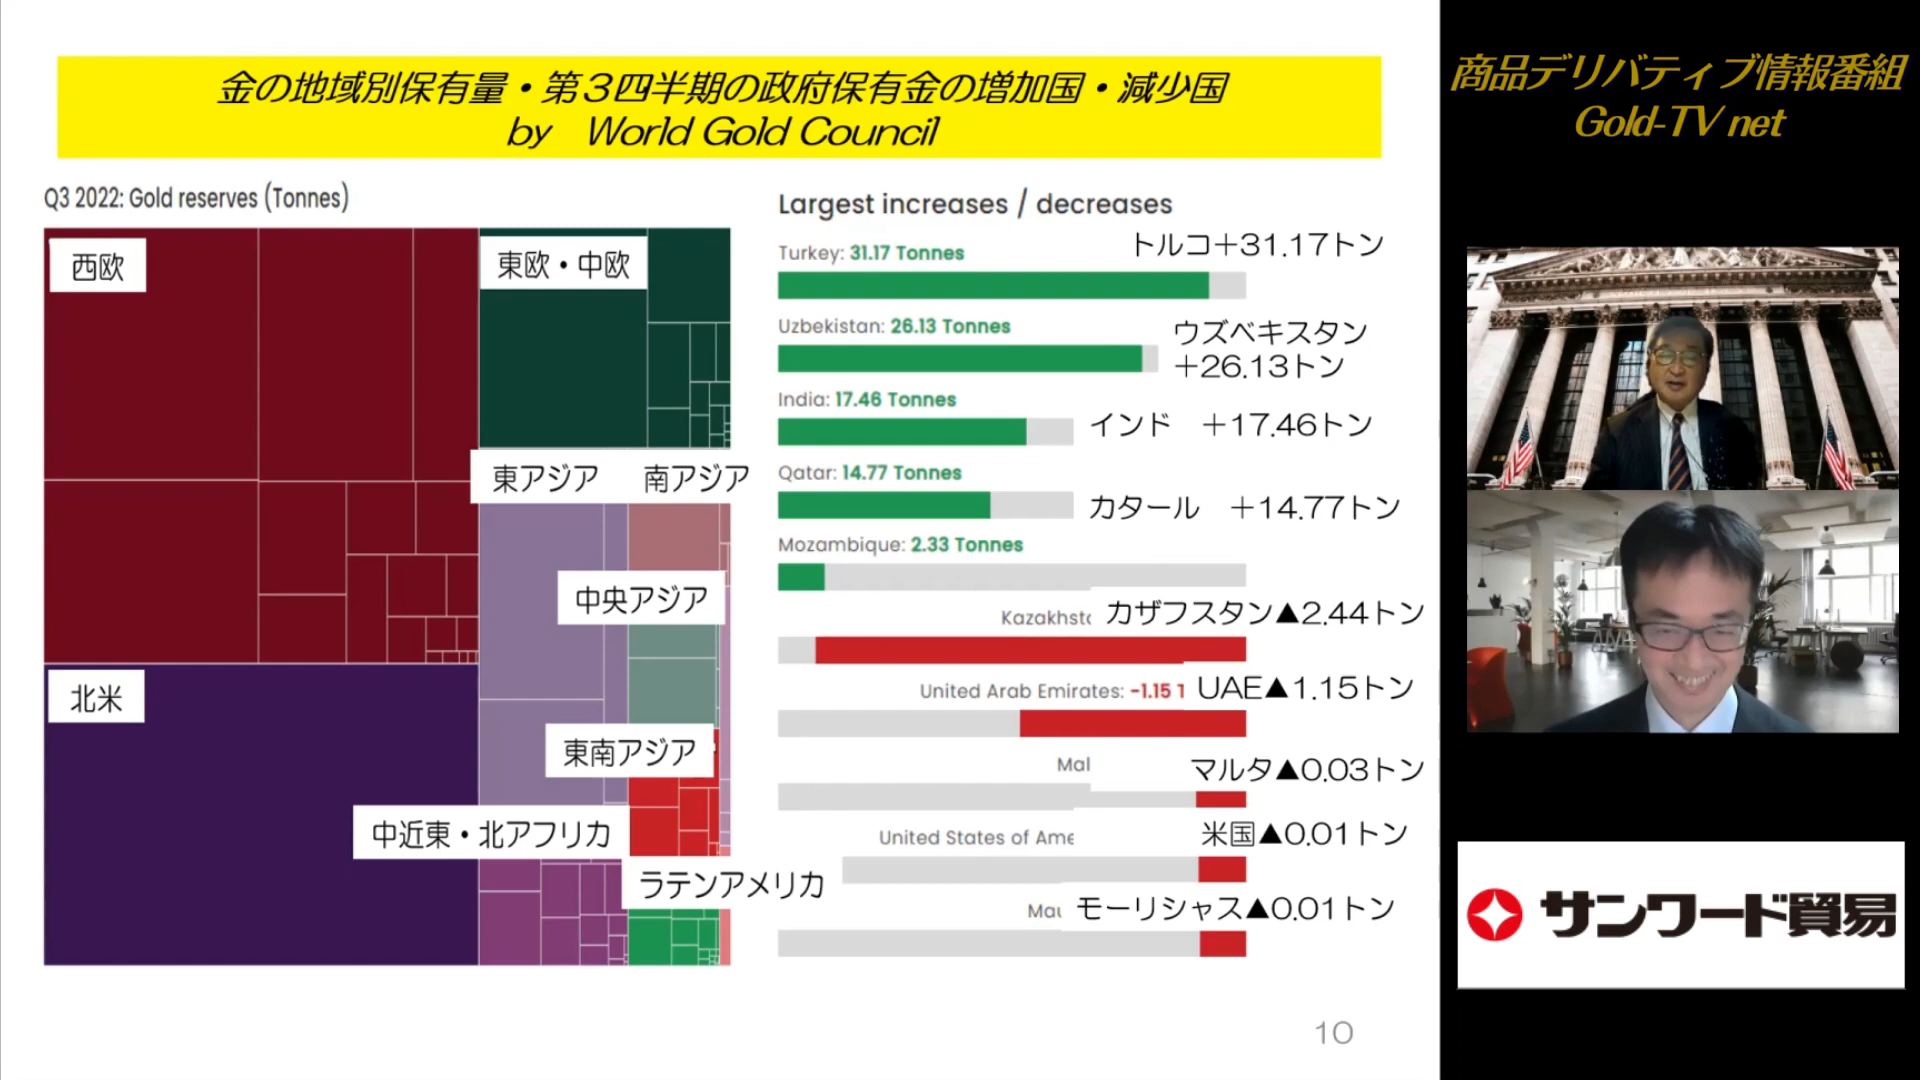 金の地域別保有量・第３四半期の政府保有金の増加国・減少国
by World Gold Council
Q3 2022: Gold reserves (Tonnes)
西欧
東欧・中欧
東アジア 南アジア
中央アジア
北米
東南アジア
中近東・北アフリカ
ラテンアメリカ
Largest increases / decreases
Turkey: 31.17 Tonnes
トルコ＋31.17トン
Uzbekistan: 26.13 Tonnes
ウズベキスタン
＋26.13トン
India: 17.46 Tonnes
インド ＋17.46トン
Qatar: 14.77 Tonnes
カタール ＋14.77トン
Mozambique: 2.33 Tonnes
Kazakhst
カザフスタン▲2.44トン
United Arab Emirates: -1.15 T
UAE▲1.15トン
Mal
マルタ▲0.03トン
United States of Ame
米国▲0.01トン
Mau
モーリシャス▲0.01トン
10
商品デリバティブ情報番組
Gold-TV net
サンワード貿易